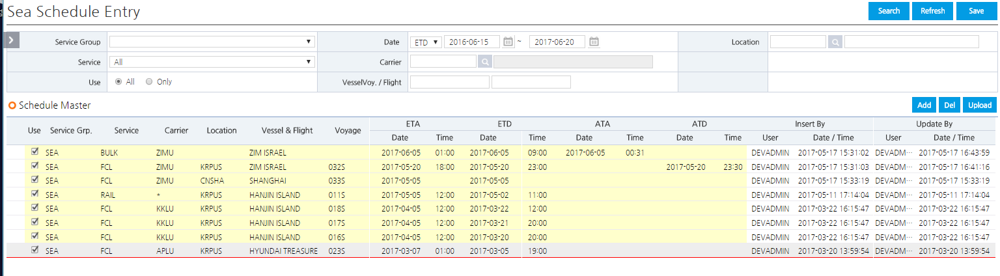 Sea Schedule Entry Search Refresh Save
Service Group Date ETD 2016-06-15 ~ 2017-06-20 Location
Service All Carrier
Use All Only VesselVoy. / Flight
Schedule Master Add Del Upload
ETA ETD ATA ATD Insert By Update By
Use Service Grp. Service Carrier Location Vessel & Flight Voyage
Date Time Date Time Date Time Date Time User Date / Time User Date / Time
SEA BULK ZIMU ZIM ISRAEL 2017-06-05 01:00 2017-06-05 09:00 2017-06-05 00:31 DEVADMIN 2017-05-17 15:31:02 DEVADM··· 2017-05-17 16:43:59
SEA FCL ZIMU KRPUS ZIM ISRAEL 032S 2017-05-20 18:00 2017-05-20 23:00 2017-05-20 23:30 DEVADMIN 2017-05-17 15:31:03 DEVADM··· 2017-05-17 16:41:16
SEA FCL ZIMU CNSHA SHANGHAI 033S 2017-05-05 2017-05-05 DEVADMIN 2017-05-17 15:33:19 DEVADM··· 2017-05-17 15:33:19
SEA RAIL * KRPUS HANJIN ISLAND 011S 2017-05-05 12:00 2017-05-02 11:00 DEVADMIN 2017-05-11 17:14:04 DEVADM··· 2017-05-11 17:14:04
SEA FCL KKLU KRPUS HANJIN ISLAND 018S 2017-04-05 12:00 2017-03-22 12:00 DEVADMIN 2017-03-22 16:15:47 DEVADM··· 2017-03-22 16:15:47
SEA FCL KKLU KRPUS HANJIN ISLAND 017S 2017-04-05 12:00 2017-03-21 20:00 DEVADMIN 2017-03-22 16:15:47 DEVADM··· 2017-03-22 16:15:47
SEA FCL KKLU KRPUS HANJIN ISLAND 016S 2017-04-05 12:00 2017-03-20 20:00 DEVADMIN 2017-03-22 16:15:47 DEVADM··· 2017-03-22 16:15:47
SEA FCL APLU KRPUS HYUNDAI TREASURE 023S 2017-03-07 01:00 2017-03-05 19:00 DEVADMIN 2017-03-20 13:59:54 DEVADM··· 2017-03-20 13:59:54